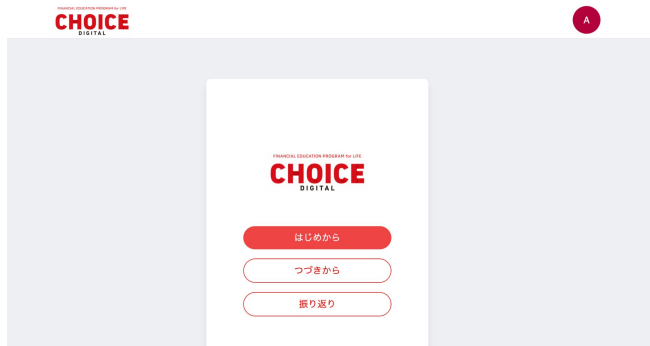 FINANCIAL EDUCATION PROGRAM for LIFE
CHOICE
DIGITAL
A
FINANCIAL EDUCATION PROGRAM for LIFE
CHOICE
DIGITAL
はじめから
つづきから
振り返り